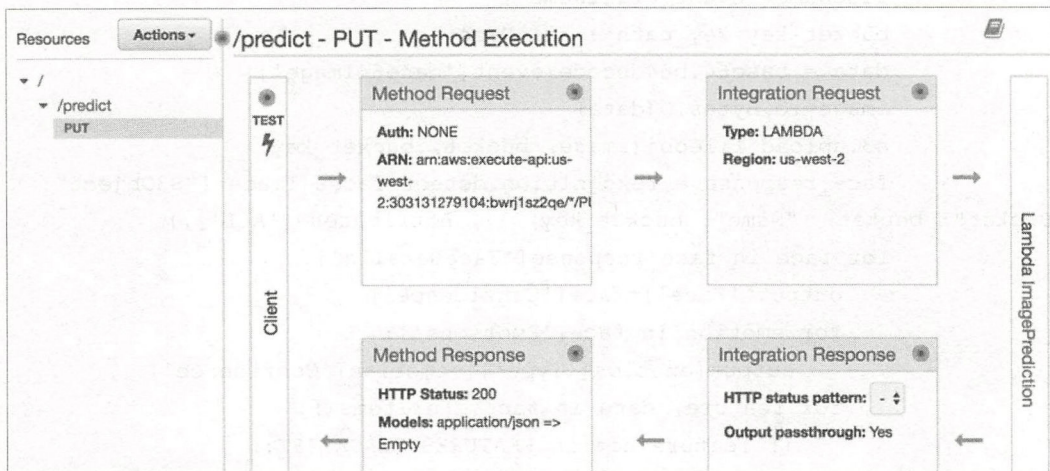 Resources
Actions
/predict - PUT - Method Execution
/
/predict
PUT
TEST
Client
Method Request
Auth: NONE
ARN: arn:aws:execute-api:us-
west-
2:303131279104:bwrj1sz2qe/*/PU
Integration Request
Type: LAMBDA
Region: us-west-2
Lambda ImagePrediction
Method Response
HTTP Status: 200
Models: application/json =>
Empty
Integration Response
HTTP status pattern: -
Output passthrough: Yes